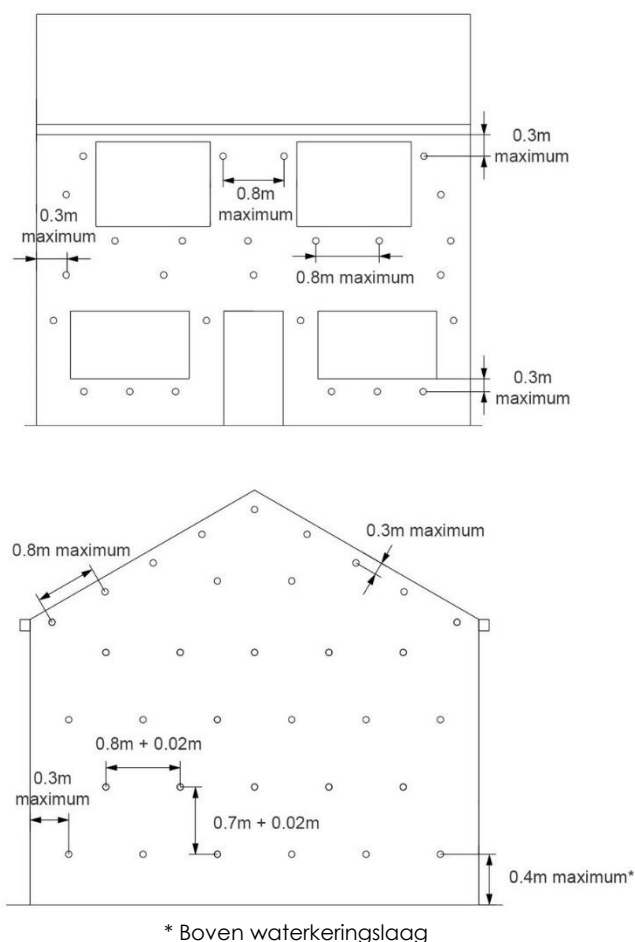 0.3m
maximum
0.8m
maximum
0.3m
maximum
0.8m maximum
0.3m
maximum
0.8m maximum
0.3m maximum
0.8m + 0.02m
0.3m
maximum
0.7m + 0.02m
0.4m maximum*
* Boven waterkeringslaag